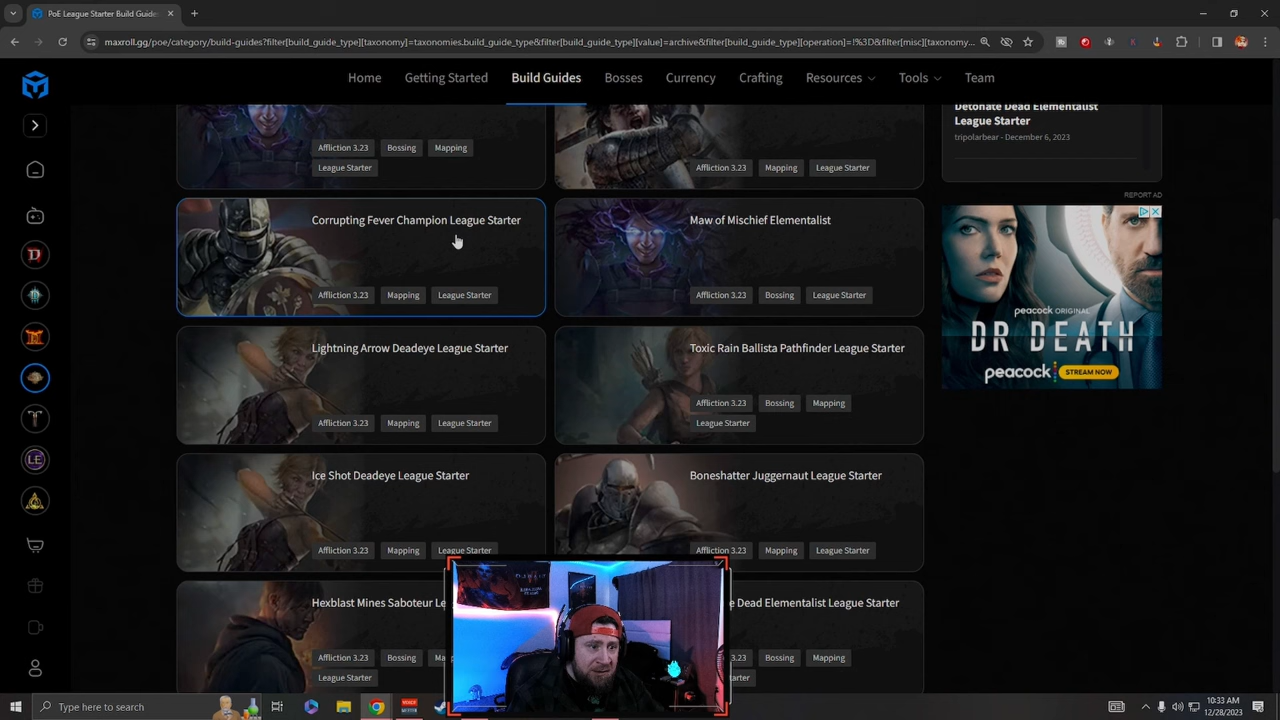 PoE League Starter Build Guide
maxroll.gg/poe/category/build-guides?filter[build_guide_type][taxonomy]=taxonomies.build_guide_type&filter[build_guide_type][value]=archive&filter[build_guide_type][operation]=!%3D&filter[misc][taxonomy...
Home Getting Started Build Guides Bosses Currency Crafting Resources Tools Team
Affliction 3.23 Bossing Mapping
League Starter
Affliction 3.23 Mapping League Starter
Detonate Dead Elementalist
League Starter
tripolarbear - December 6, 2023
REPORT AD
Corrupting Fever Champion League Starter
Affliction 3.23 Mapping League Starter
Maw of Mischief Elementalist
Affliction 3.23 Bossing League Starter
peacock ORIGINAL
DR DEATH
peacock STREAM NOW
Lightning Arrow Deadeye League Starter
Affliction 3.23 Mapping League Starter
Toxic Rain Ballista Pathfinder League Starter
Affliction 3.23 Bossing Mapping
League Starter
Ice Shot Deadeye League Starter
Affliction 3.23 Mapping League Starter
Boneshatter Juggernaut League Starter
Affliction 3.23 Mapping League Starter
Hexblast Mines Saboteur Le
Affliction 3.23 Bossing Ma
League Starter
e Dead Elementalist League Starter
3.23 Bossing Mapping
arter
LE
Type here to search
10:33 AM
12/28/2023